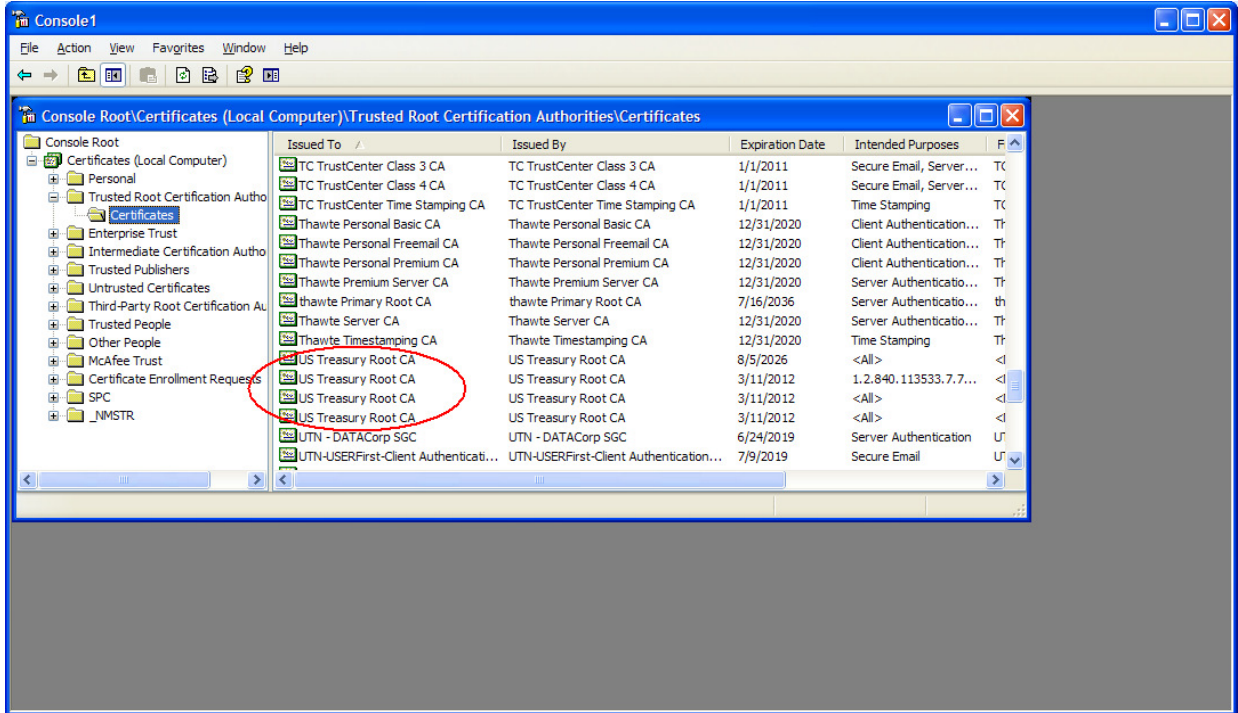 Console1
File Action View Favorites Window Help
Console Root\Certificates (Local Computer)\Trusted Root Certification Authorities\Certificates
Console Root
Certificates (Local Computer)
Personal
Trusted Root Certification Autho
Certificates
Enterprise Trust
Intermediate Certification Autho
Trusted Publishers
Untrusted Certificates
Third-Party Root Certification Au
Trusted People
Other People
McAfee Trust
Certificate Enrollment Requests
SPC
_NMSTR
Issued To Issued By Expiration Date Intended Purposes F
TC TrustCenter Class 3 CA TC TrustCenter Class 3 CA 1/1/2011 Secure Email, Server... TC
TC TrustCenter Class 4 CA TC TrustCenter Class 4 CA 1/1/2011 Secure Email, Server... TC
TC TrustCenter Time Stamping CA TC TrustCenter Time Stamping CA 1/1/2011 Time Stamping TC
Thawte Personal Basic CA Thawte Personal Basic CA 12/31/2020 Client Authentication... Th
Thawte Personal Freemail CA Thawte Personal Freemail CA 12/31/2020 Client Authentication... Th
Thawte Personal Premium CA Thawte Personal Premium CA 12/31/2020 Client Authentication... Th
Thawte Premium Server CA Thawte Premium Server CA 12/31/2020 Server Authenticatio... Th
thawte Primary Root CA thawte Primary Root CA 7/16/2036 Server Authenticatio... th
Thawte Server CA Thawte Server CA 12/31/2020 Server Authenticatio... Th
Thawte Timestamping CA Thawte Timestamping CA 12/31/2020 Time Stamping Th
US Treasury Root CA US Treasury Root CA 8/5/2026 <All> <
US Treasury Root CA US Treasury Root CA 3/11/2012 1.2.840.113533.7.7... <
US Treasury Root CA US Treasury Root CA 3/11/2012 <All> <
US Treasury Root CA US Treasury Root CA 3/11/2012 <All> <
UTN - DATACorp SGC UTN - DATACorp SGC 6/24/2019 Server Authentication UT
UTN-USERFirst-Client Authenticati... UTN-USERFirst-Client Authentication... 7/9/2019 Secure Email UT